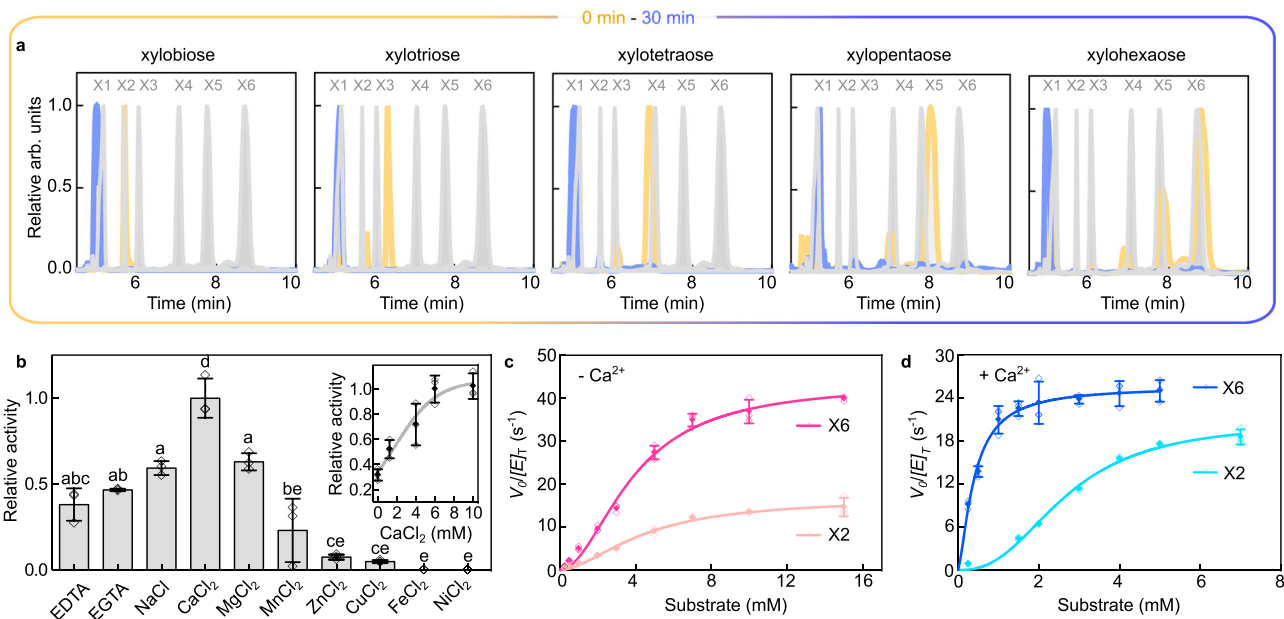 0 min - 30 min
a
xylobiose
xylotriose
xylotetraose
xylopentaose
xylohexaose
X1 X2 X3 X4 X5 X6
X1 X2 X3 X4 X5 X6
X1 X2 X3 X4 X5 X6
X1 X2 X3 X4 X5 X6
X1 X2 X3 X4 X5 X6
Relative arb. units
1.0
0.5
0.0
6 8 10
6 8 10
6 8 10
6 8 10
6 8 10
Time (min)
Time (min)
Time (min)
Time (min)
Time (min)
b
Relative activity
1.0
0.5
0.0
abc
ab
a
d
a
be
ce
ce
e
e
EDTA
EGTA
NaCl
CaCl₂
MgCl₂
MnCl₂
ZnCl₂
CuCl₂
FeCl₂
NiCl₂
Relative activity
1.2
1.0
0.8
0.6
0.4
0.2
0 2 4 6 8 10
CaCl₂ (mM)
c
- Ca²⁺
V₀/[E]T (s⁻¹)
50
40
30
20
10
0
X6
X2
0 4 8 12 16
Substrate (mM)
d
+ Ca²⁺
V₀/[E]T (s⁻¹)
30
24
18
12
6
0
X6
X2
0 2 4 6 8
Substrate (mM)